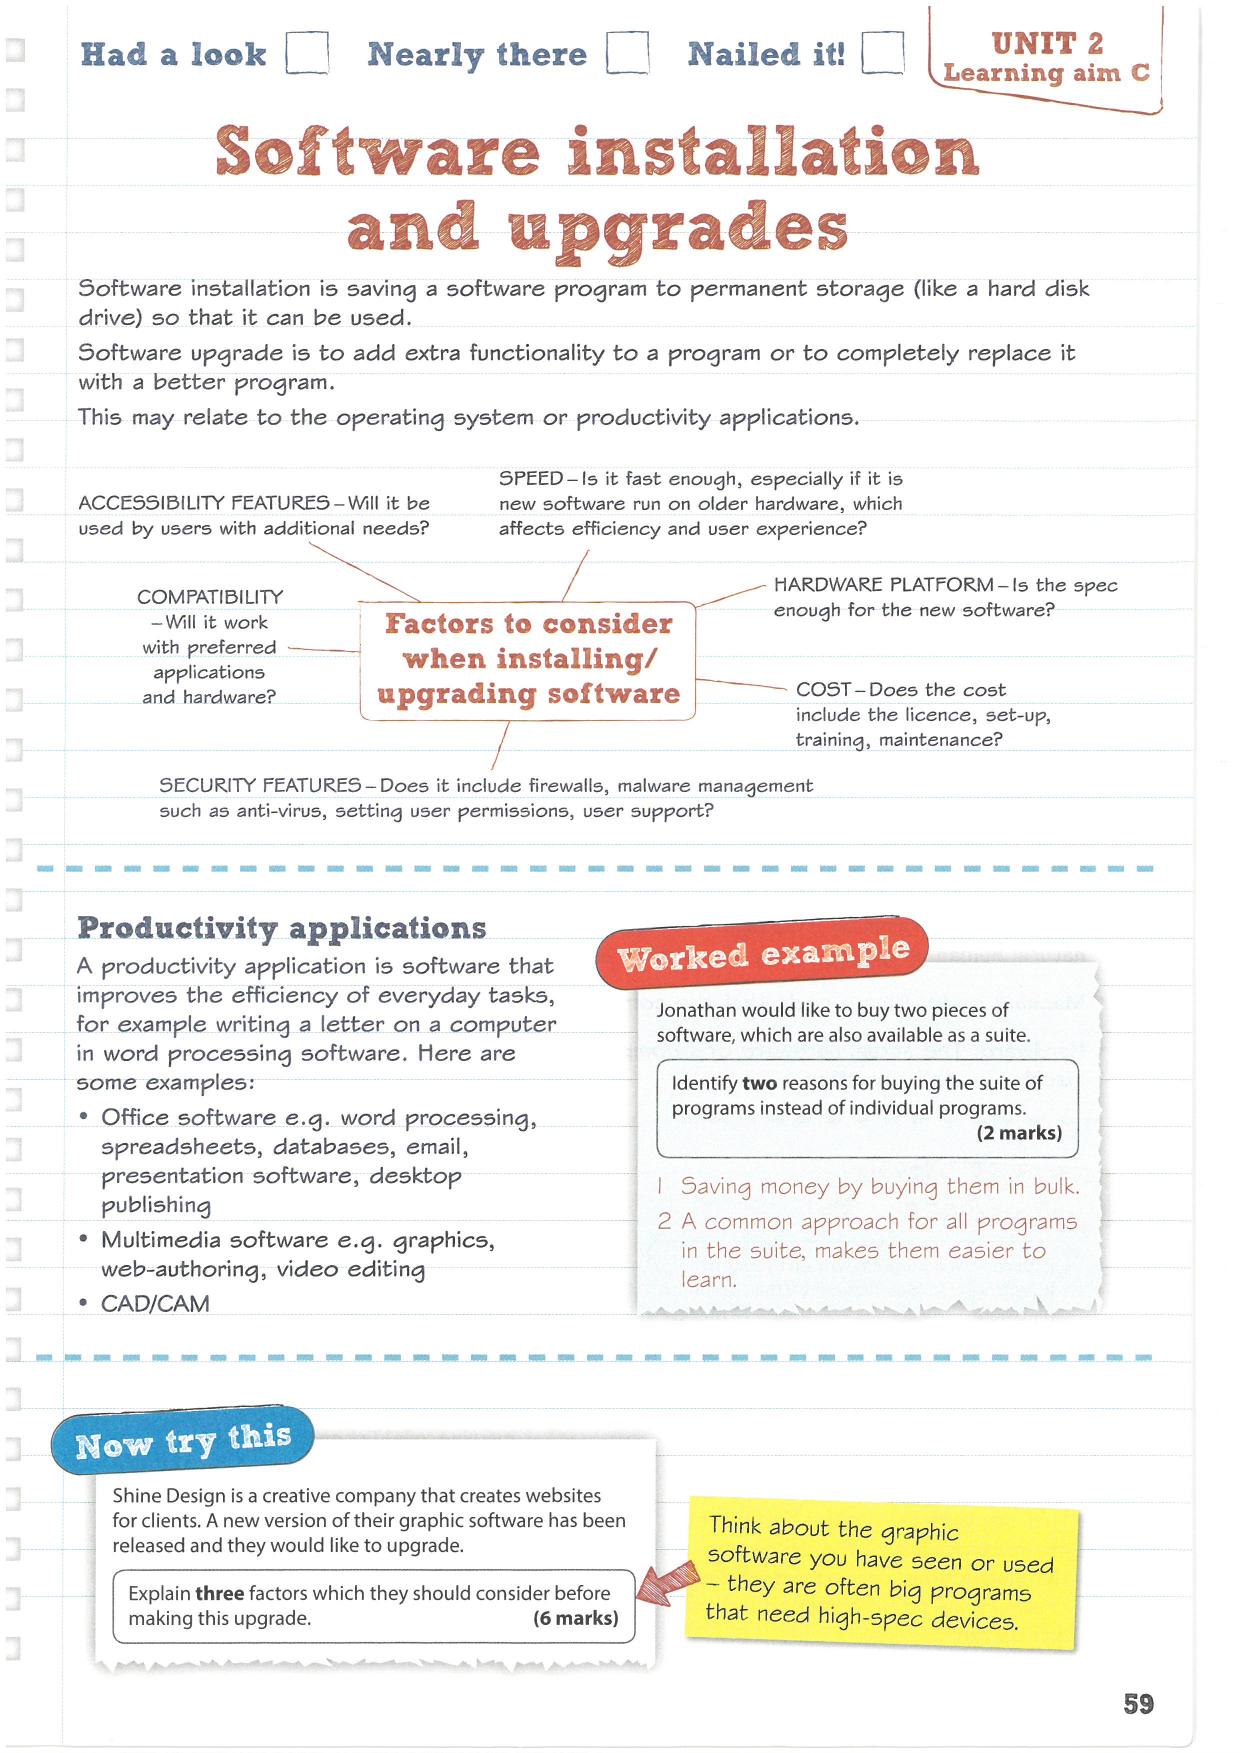 Had a look
Nearly there
Nailed it!
UNIT 2
Learning aim C
Software installation
and upgrades
Software installation is saving a software program to permanent storage (like a hard disk
drive) so that it can be used.
Software upgrade is to add extra functionality to a program or to completely replace it
with a better program.
This may relate to the operating system or productivity applications.
ACCESSIBILITY FEATURES – Will it be
used by users with additional needs?
SPEED – Is it fast enough, especially if it is
new software run on older hardware, which
affects efficiency and user experience?
COMPATIBILITY
– Will it work
with preferred
applications
and hardware?
Factors to consider
when installing/
upgrading software
HARDWARE PLATFORM – Is the spec
enough for the new software?
COST – Does the cost
include the licence, set-up,
training, maintenance?
SECURITY FEATURES – Does it include firewalls, malware management
such as anti-virus, setting user permissions, user support?
Productivity applications
A productivity application is software that
improves the efficiency of everyday tasks,
for example writing a letter on a computer
in word processing software. Here are
some examples:
• Office software e.g. word processing,
spreadsheets, databases, email,
presentation software, desktop
publishing
• Multimedia software e.g. graphics,
web-authoring, video editing
• CAD/CAM
Worked example
Jonathan would like to buy two pieces of
software, which are also available as a suite.
Identify two reasons for buying the suite of
programs instead of individual programs.
(2 marks)
1 Saving money by buying them in bulk.
2 A common approach for all programs
in the suite, makes them easier to
learn.
Now try this
Shine Design is a creative company that creates websites
for clients. A new version of their graphic software has been
released and they would like to upgrade.
Explain three factors which they should consider before
making this upgrade. (6 marks)
Think about the graphic
software you have seen or used
– they are often big programs
that need high-spec devices.
59